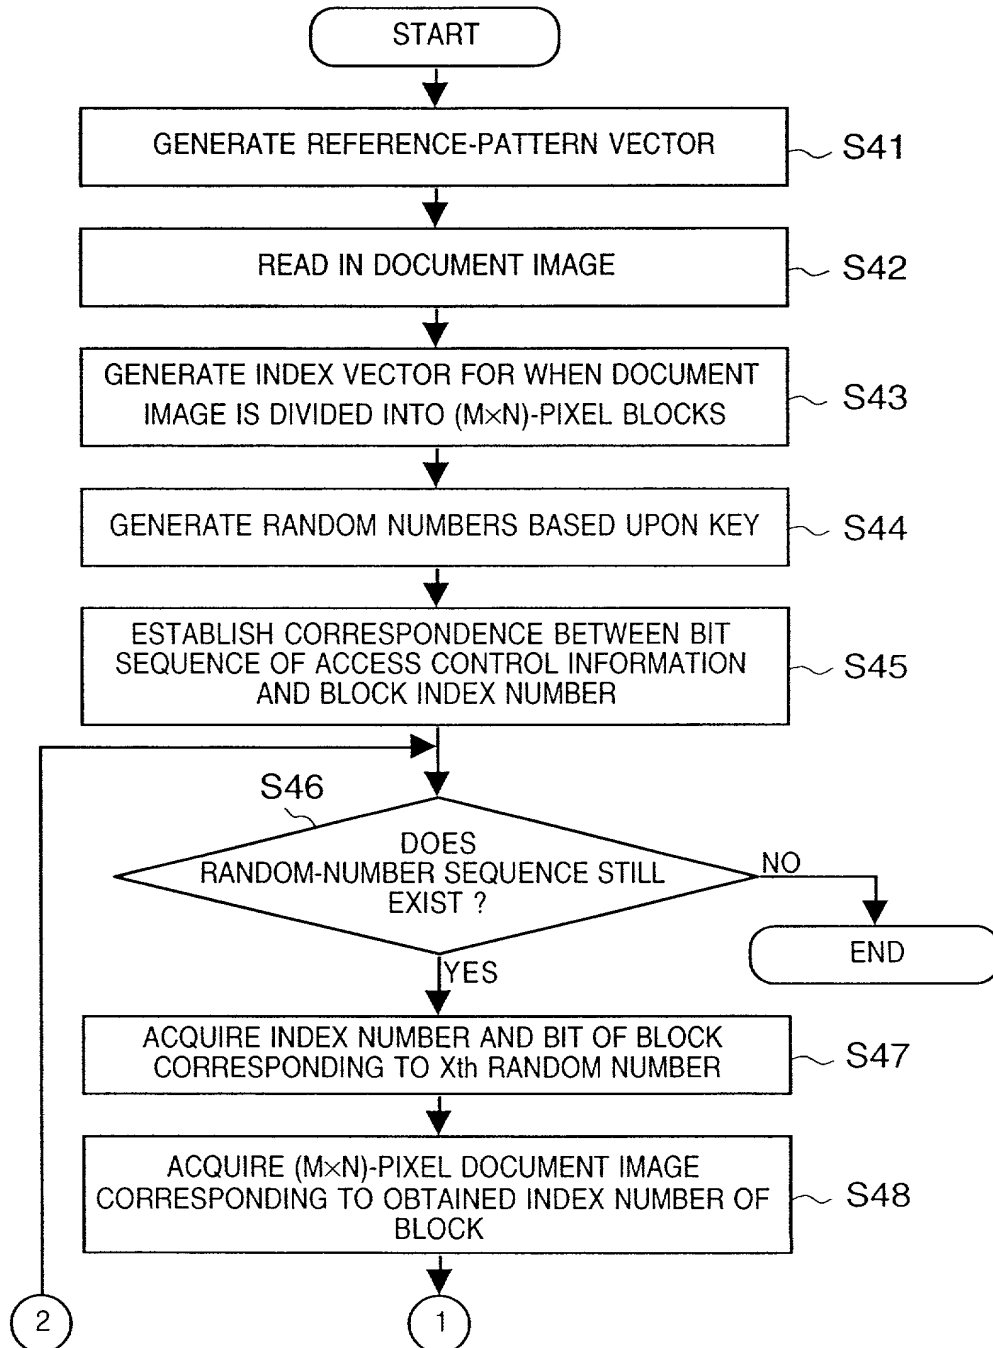 START
GENERATE REFERENCE-PATTERN VECTOR
S41
READ IN DOCUMENT IMAGE
S42
GENERATE INDEX VECTOR FOR WHEN DOCUMENT
IMAGE IS DIVIDED INTO (M×N)-PIXEL BLOCKS
S43
GENERATE RANDOM NUMBERS BASED UPON KEY
S44
ESTABLISH CORRESPONDENCE BETWEEN BIT
SEQUENCE OF ACCESS CONTROL INFORMATION
AND BLOCK INDEX NUMBER
S45
S46
DOES
RANDOM-NUMBER SEQUENCE STILL
EXIST ?
NO
END
YES
ACQUIRE INDEX NUMBER AND BIT OF BLOCK
CORRESPONDING TO Xth RANDOM NUMBER
S47
ACQUIRE (M×N)-PIXEL DOCUMENT IMAGE
CORRESPONDING TO OBTAINED INDEX NUMBER OF
BLOCK
S48
2
1